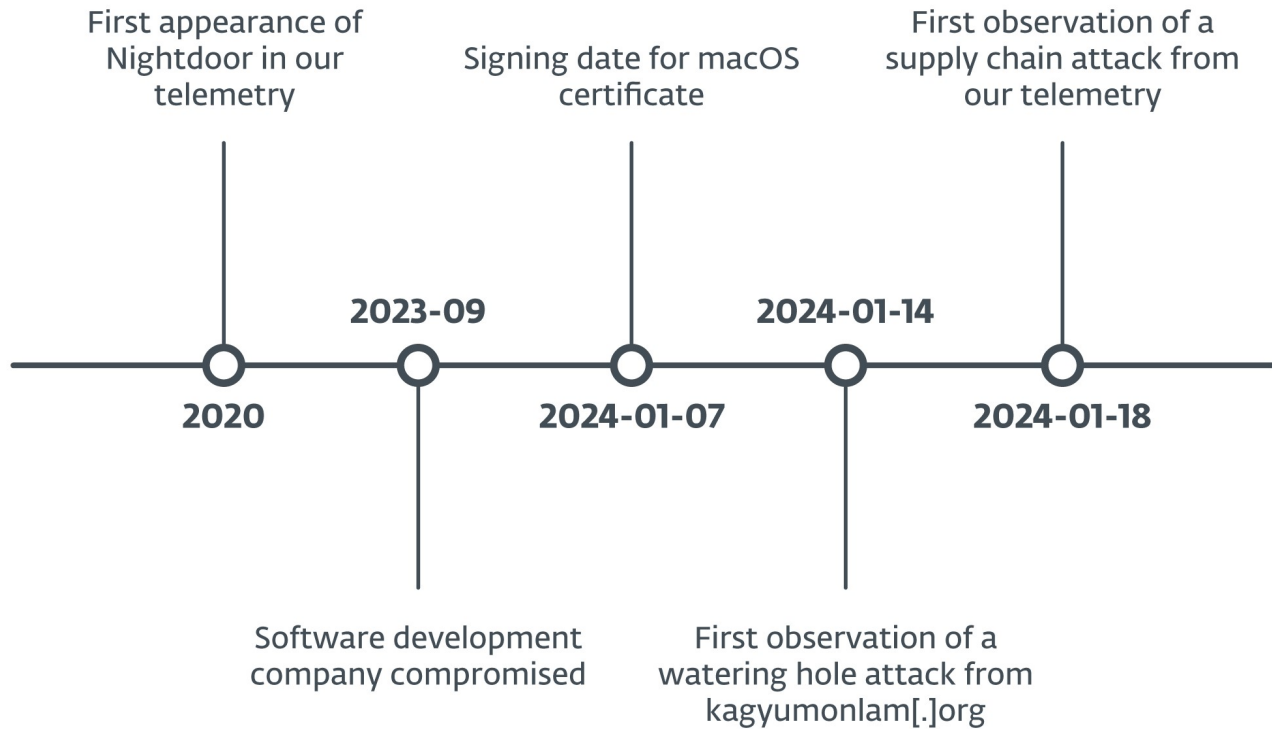 First appearance of
Nightdoor in our
telemetry
2020
2023-09
Software development
company compromised
Signing date for macOS
certificate
2024-01-07
2024-01-14
First observation of a
watering hole attack from
kagyumonlam[.]org
First observation of a
supply chain attack from
our telemetry
2024-01-18